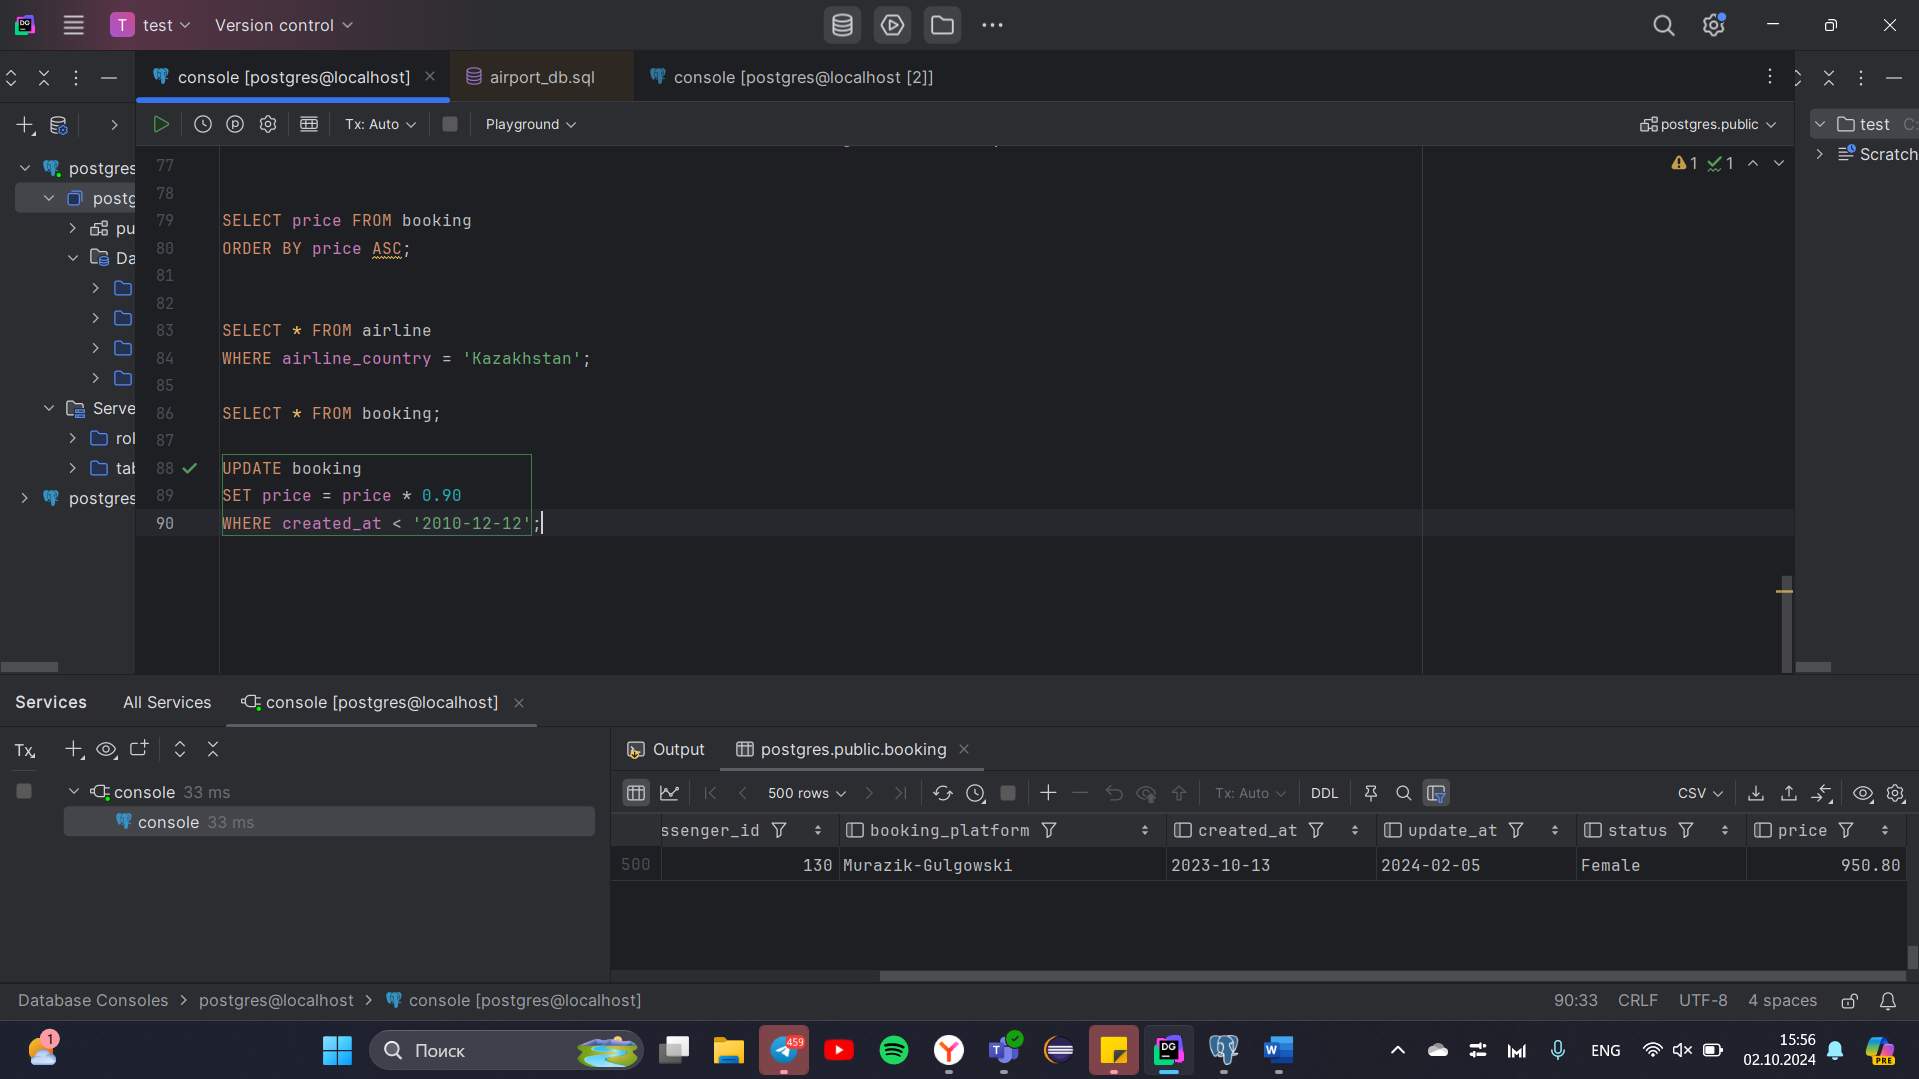 T test Version control
console [postgres@localhost] airport_db.sql console [postgres@localhost [2]]
Tx: Auto Playground postgres.public
test C:
Scratch
1 1
postgres
postg
pu
Da
Serve
rol
tab
postgres
77
78
79 SELECT price FROM booking
80 ORDER BY price ASC;
81
82
83 SELECT * FROM airline
84 WHERE airline_country = 'Kazakhstan';
85
86 SELECT * FROM booking;
87
88 UPDATE booking
89 SET price = price * 0.90
90 WHERE created_at < '2010-12-12';
Services All Services console [postgres@localhost]
Tx
console 33 ms
console 33 ms
Output postgres.public.booking
500 rows Tx: Auto DDL CSV
ssenger_id booking_platform created_at update_at status price
500 130 Murazik-Gulgowski 2023-10-13 2024-02-05 Female 950.80
Database Consoles > postgres@localhost > console [postgres@localhost]
90:33 CRLF UTF-8 4 spaces
1 Поиск 459 ENG 15:56
02.10.2024
PRE